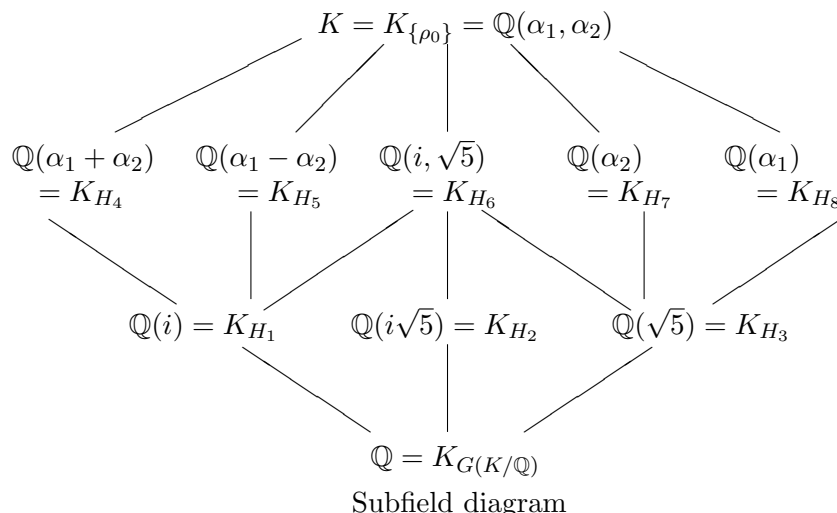 K = K_{ρ₀} = ℚ(α₁, α₂)
ℚ(α₁ + α₂) ℚ(α₁ − α₂) ℚ(i, √5) ℚ(α₂) ℚ(α₁)
= K_{H₄} = K_{H₅} = K_{H₆} = K_{H₇} = K_{H₈}
ℚ(i) = K_{H₁} ℚ(i√5) = K_{H₂} ℚ(√5) = K_{H₃}
ℚ = K_{G(K/ℚ)}
Subfield diagram